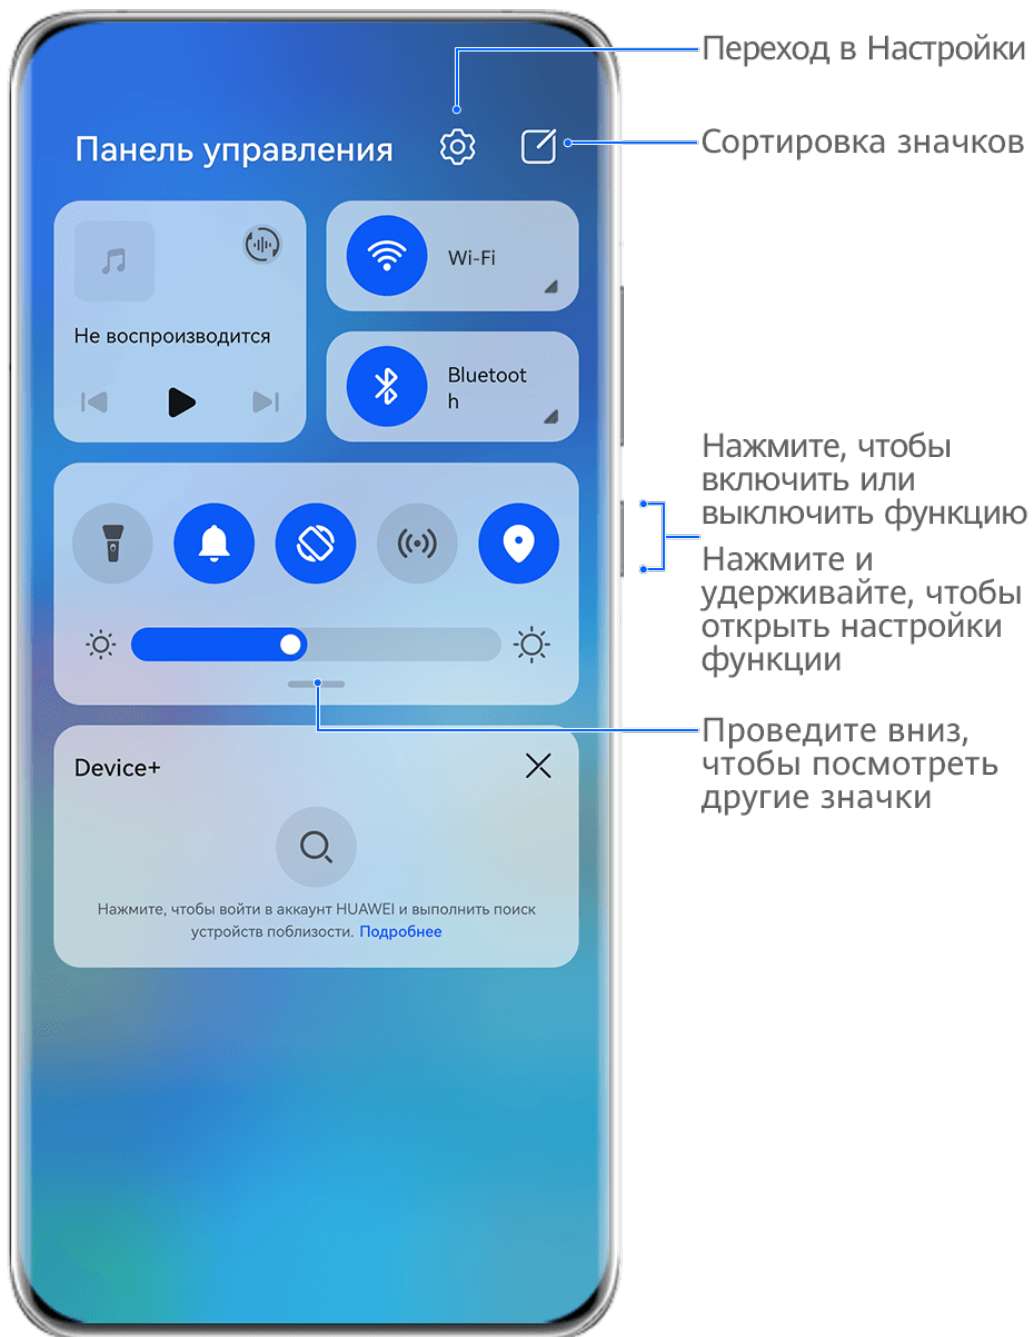 Переход в Настройки
Панель управления
Сортировка значков
Wi-Fi
Не воспроизводится
Bluetoot
h
Нажмите, чтобы
включить или
выключить функцию
Нажмите и
удерживайте, чтобы
открыть настройки
функции
Проведите вниз,
чтобы посмотреть
другие значки
Device+
Нажмите, чтобы войти в аккаунт HUAWEI и выполнить поиск
устройств поблизости. Подробнее